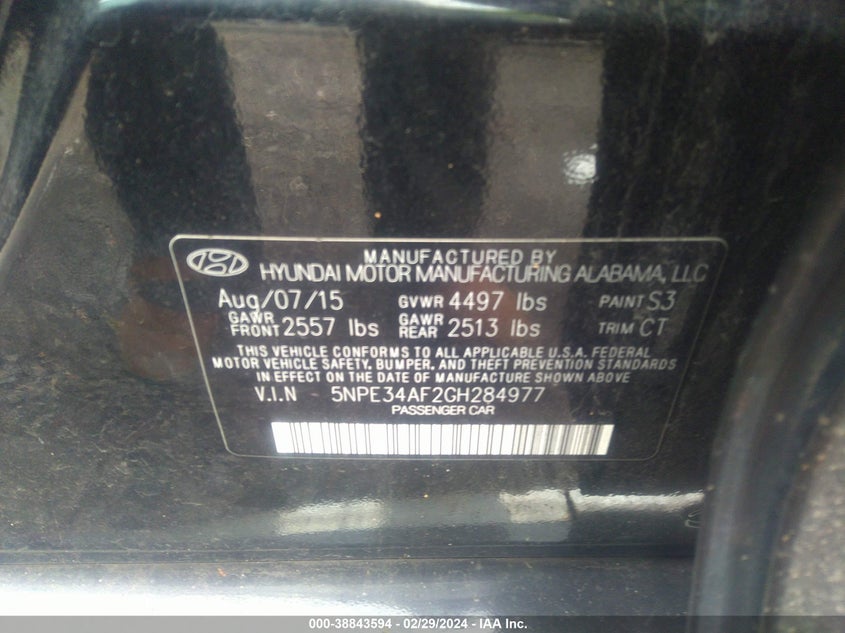 MANUFACTURED BY
HYUNDAI MOTOR MANUFACTURING ALABAMA, LLC
Aug/07/15 GVWR 4497 lbs PAINT S3
GAWR FRONT 2557 lbs GAWR REAR 2513 lbs TRIM CT
THIS VEHICLE CONFORMS TO ALL APPLICABLE U.S.A. FEDERAL
MOTOR VEHICLE SAFETY, BUMPER, AND THEFT PREVENTION STANDARDS
IN EFFECT ON THE DATE OF MANUFACTURE SHOWN ABOVE
V.I.N - 5NPE34AF2GH284977
PASSENGER CAR
000-38843594 - 02/29/2024 - IAA Inc.